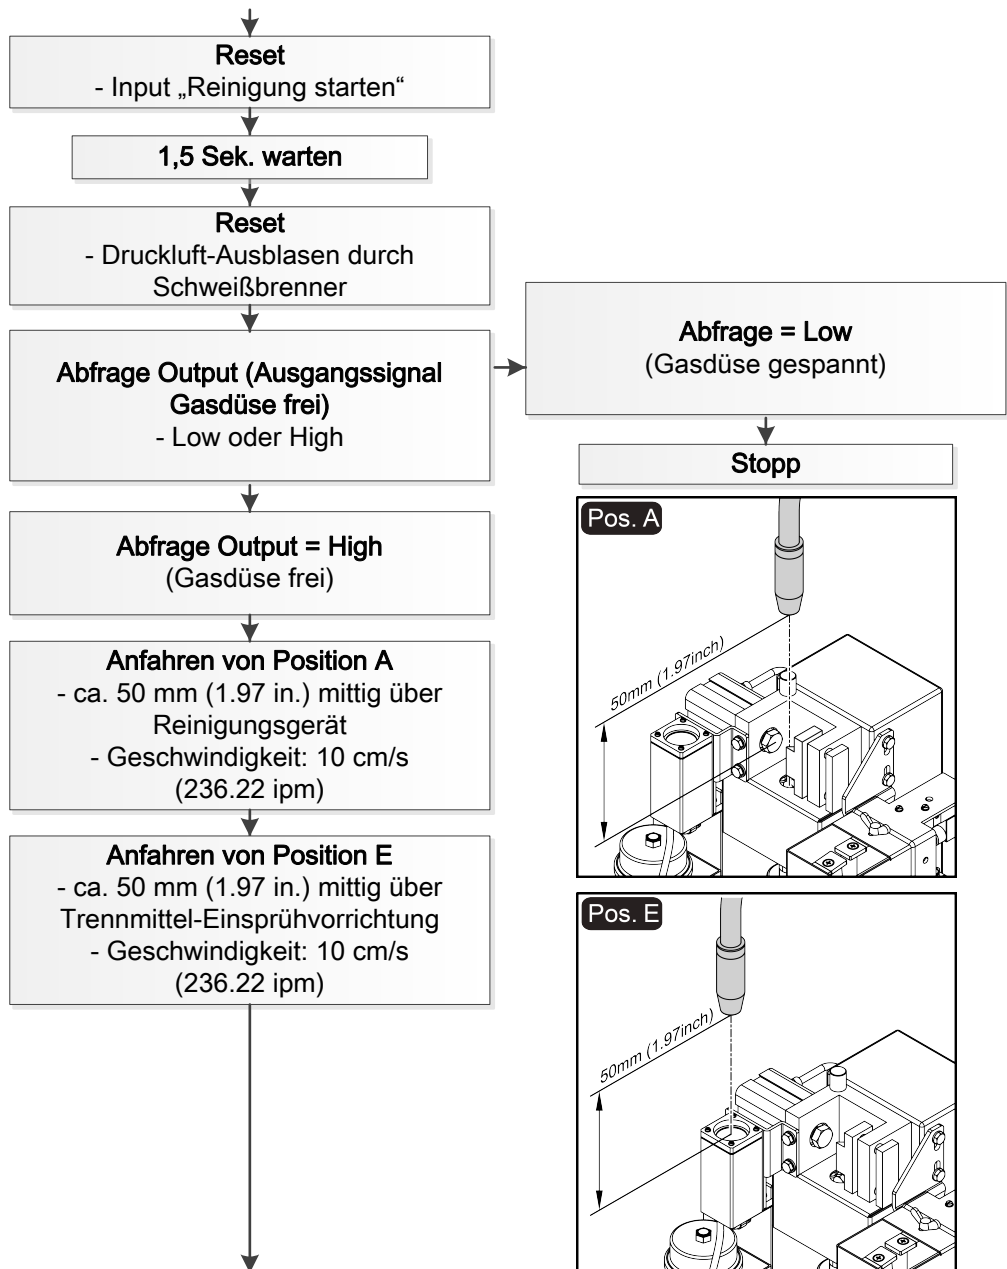 Reset
- Input „Reinigung starten“
1,5 Sek. warten
Reset
- Druckluft-Ausblasen durch
Schweißbrenner
Abfrage Output (Ausgangssignal
Gasdüse frei)
- Low oder High
Abfrage = Low
(Gasdüse gespannt)
Stopp
Abfrage Output = High
(Gasdüse frei)
Anfahren von Position A
- ca. 50 mm (1.97 in.) mittig über
Reinigungsgerät
- Geschwindigkeit: 10 cm/s
(236.22 ipm)
Anfahren von Position E
- ca. 50 mm (1.97 in.) mittig über
Trennmittel-Einsprühvorrichtung
- Geschwindigkeit: 10 cm/s
(236.22 ipm)
Pos. A
50mm (1.97inch)
Pos. E
50mm (1.97inch)